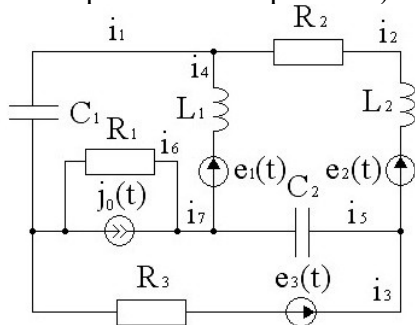 i₁ R₂ i₂
i₄
C₁ L₁ L₂
R₁ i₆
e₁(t) C₂ e₂(t)
j₀(t) i₇ i₅
R₃ e₃(t) i₃